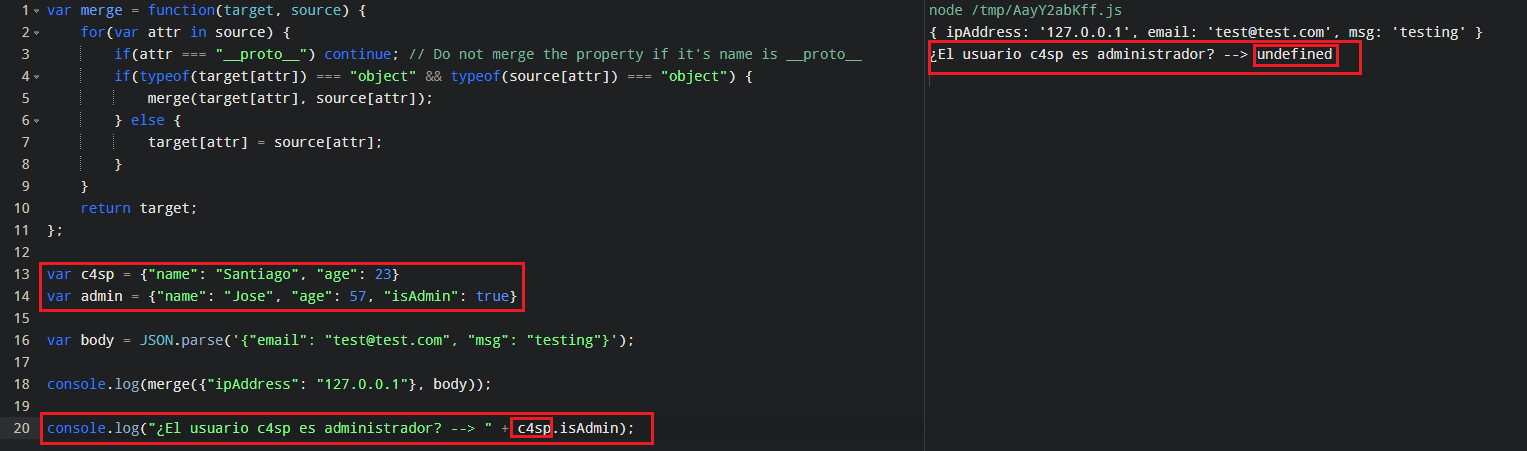 1 var merge = function(target, source) {
2 for(var attr in source) {
3 if(attr === "__proto__") continue; // Do not merge the property if it's name is __proto__
4 if(typeof(target[attr]) === "object" && typeof(source[attr]) === "object") {
5 merge(target[attr], source[attr]);
6 } else {
7 target[attr] = source[attr];
8 }
9 }
10 return target;
11 };
12
13 var c4sp = {"name": "Santiago", "age": 23}
14 var admin = {"name": "Jose", "age": 57, "isAdmin": true}
15
16 var body = JSON.parse('{"email": "test@test.com", "msg": "testing"}');
17
18 console.log(merge({"ipAddress": "127.0.0.1"}, body));
19
20 console.log("¿El usuario c4sp es administrador? --> " + c4sp.isAdmin);
node /tmp/AayY2abKff.js
{ ipAddress: '127.0.0.1', email: 'test@test.com', msg: 'testing' }
¿El usuario c4sp es administrador? --> undefined